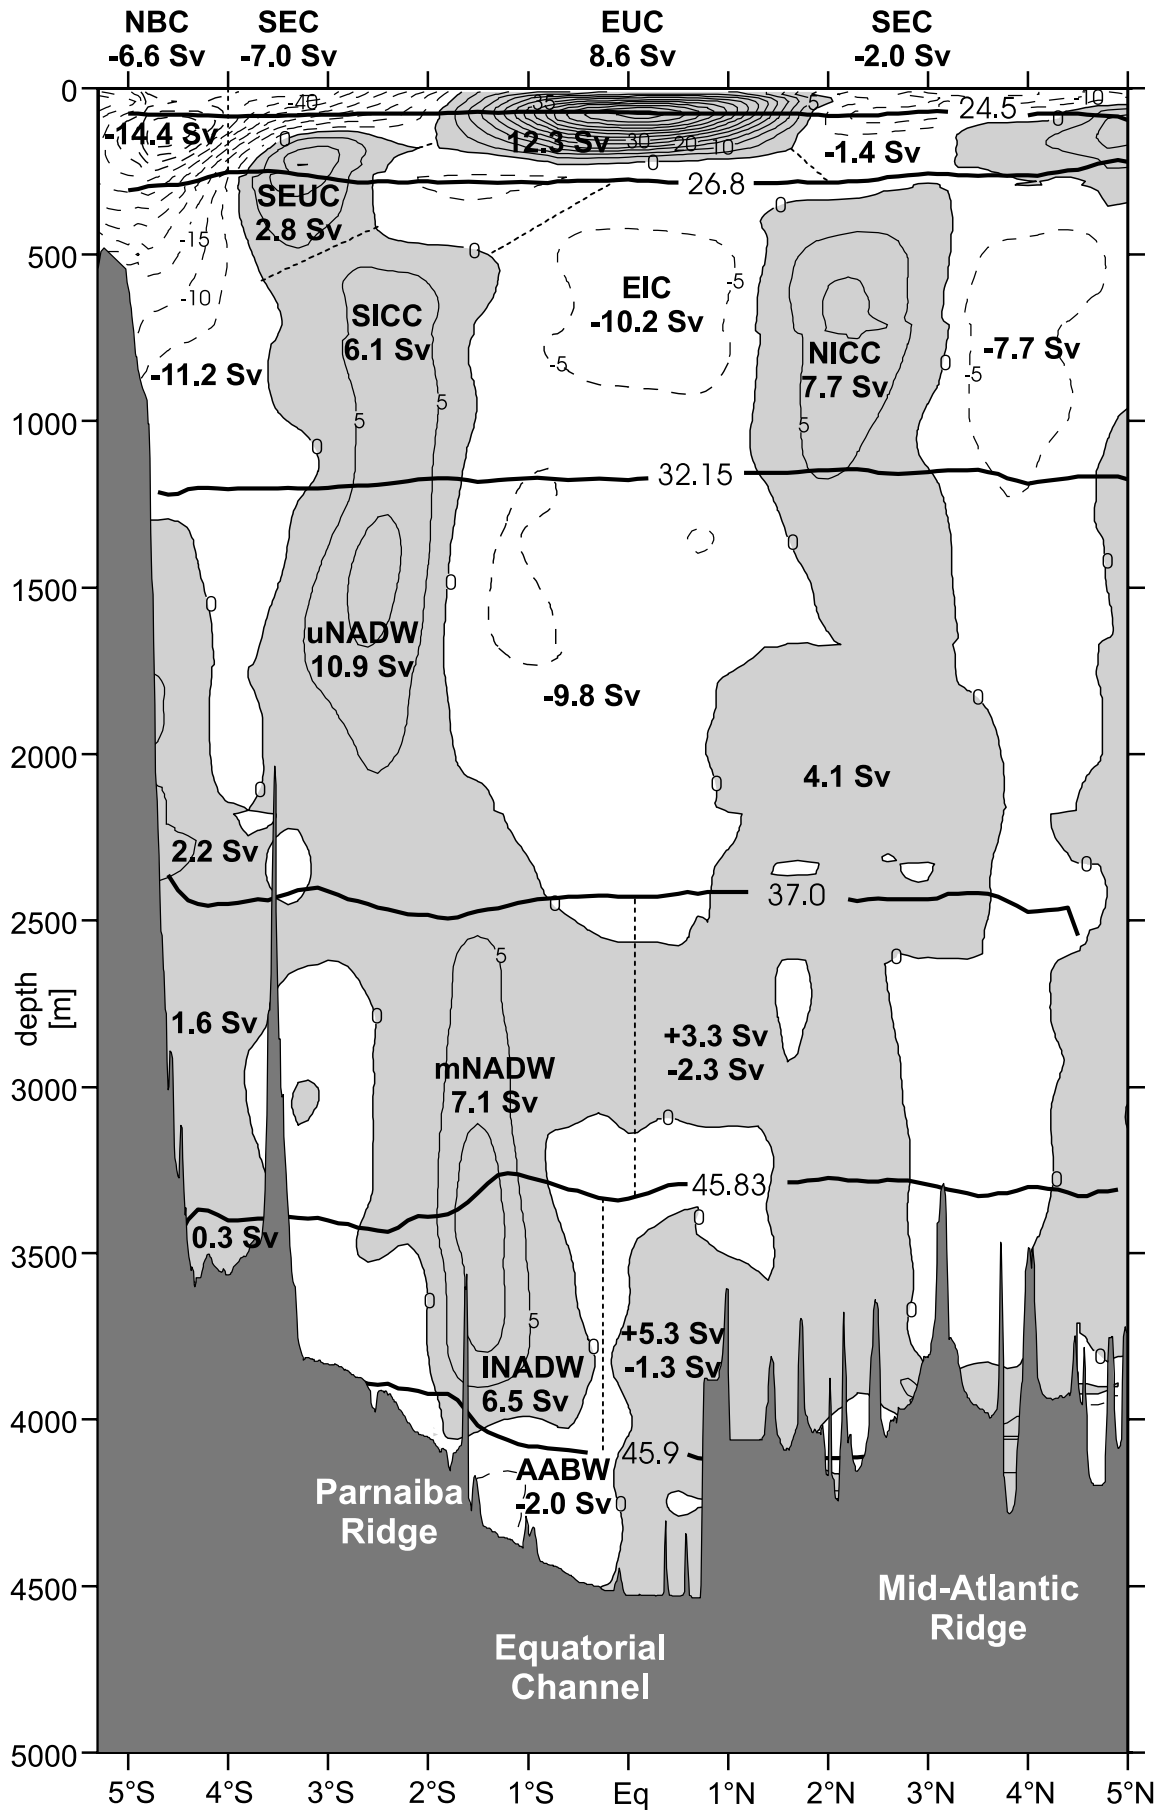 NBC SEC EUC SEC
-6.6 Sv -7.0 Sv 8.6 Sv -2.0 Sv
0
-40 35 5 -10
24.5
-14.4 Sv 0 12.3 Sv 30 20 10 -1.4 Sv 0
0
26.8
SEUC
2.8 Sv
0
-15
500
0
-10
EIC
-10.2 Sv
-5
-5
SICC
6.1 Sv
NICC
7.7 Sv
-7.7 Sv
0
-5
-11.2 Sv
5
5
5
1000
0
32.15
0
0
1500
0
0
uNADW
10.9 Sv
-9.8 Sv
0
2000
4.1 Sv
0
0
2.2 Sv
0
37.0
0
2500
5
0
depth
[m]
0
1.6 Sv
+3.3 Sv
-2.3 Sv
mNADW
7.1 Sv
3000
0
45.83
0
0
0.3 Sv
3500
0
0
5
0
+5.3 Sv
-1.3 Sv
0
lNADW
6.5 Sv
4000
45.9
AABW
-2.0 Sv
0
Parnaiba
Ridge
4500
Mid-Atlantic
Ridge
Equatorial
Channel
5000
5°S 4°S 3°S 2°S 1°S Eq 1°N 2°N 3°N 4°N 5°N